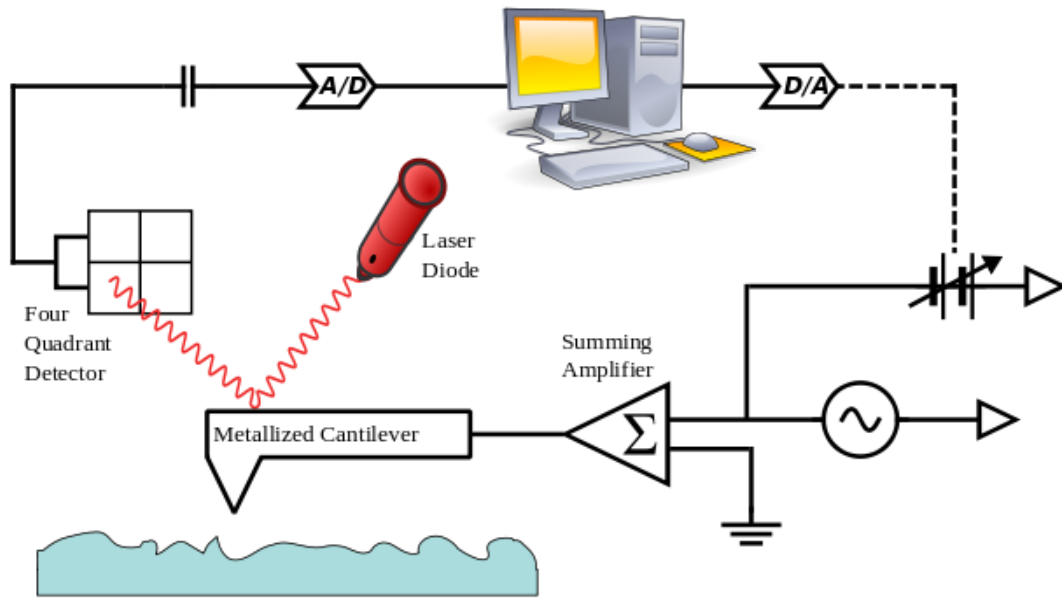 A/D
D/A
Laser
Diode
Four
Quadrant
Detector
Summing
Amplifier
Metallized Cantilever
Σ